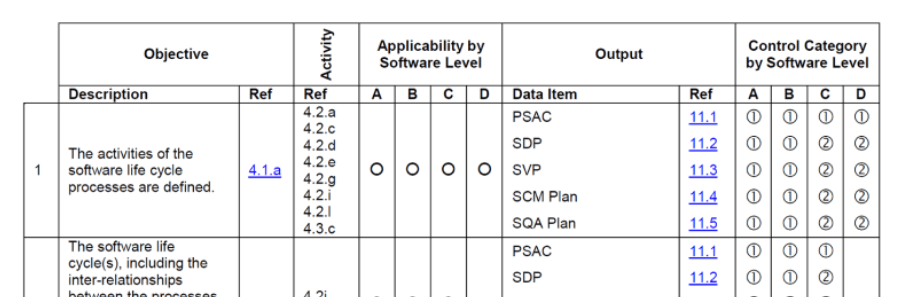 Objective Activity Applicability by Software Level Output Control Category by Software Level
Description Ref Ref A B C D Data Item Ref A B C D
1 The activities of the software life cycle processes are defined. 4.1.a
4.2.a
4.2.c
4.2.d
4.2.e
4.2.g
4.2.i
4.2.l
4.3.c
O O O O
PSAC 11.1 ① ① ① ①
SDP 11.2 ① ① ② ②
SVP 11.3 ① ① ② ②
SCM Plan 11.4 ① ① ② ②
SQA Plan 11.5 ① ① ② ②
The software life
cycle(s), including the
inter-relationships
between the processes
4.2i
PSAC 11.1 ① ① ①
SDP 11.2 ① ① ②